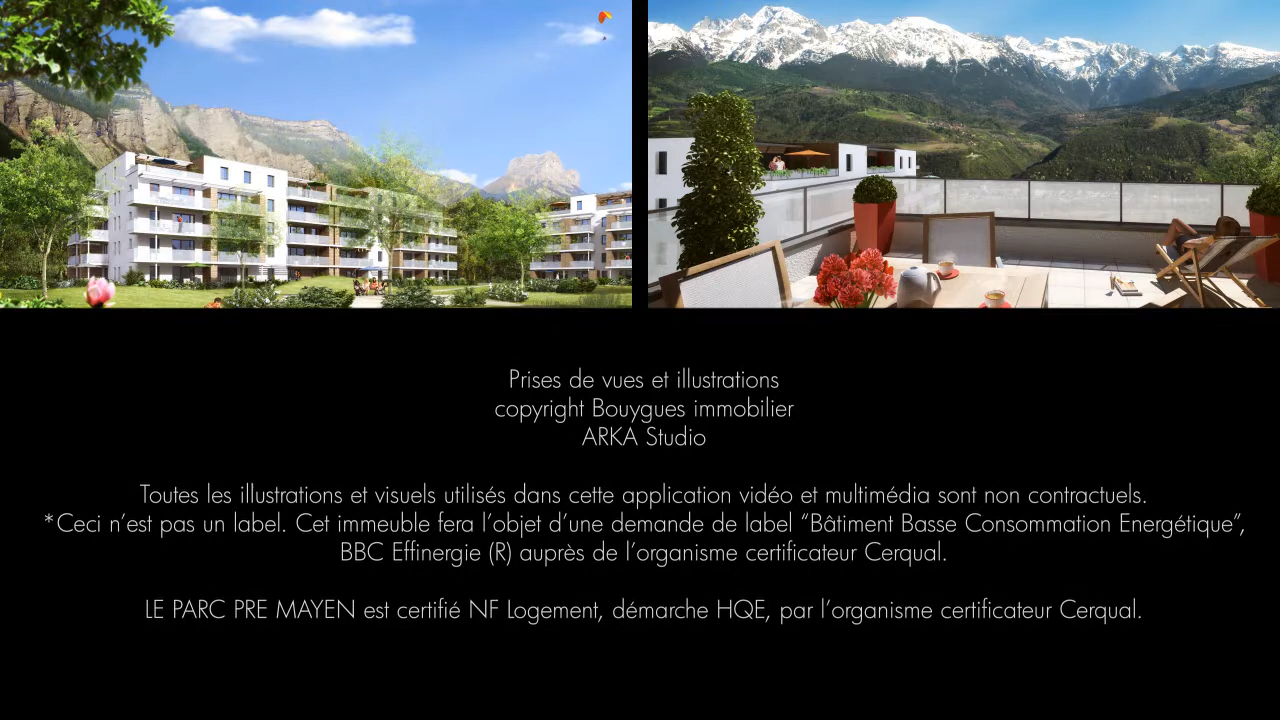 Prises de vues et illustrations
copyright Bouygues immobilier
ARKA Studio
Toutes les illustrations et visuels utilisés dans cette application vidéo et multimédia sont non contractuels.
*Ceci n’est pas un label. Cet immeuble fera l’objet d’une demande de label “Bâtiment Basse Consommation Energétique”,
BBC Effinergie (R) auprès de l’organisme certificateur Cerqual.
LE PARC PRE MAYEN est certifié NF Logement, démarche HQE, par l’organisme certificateur Cerqual.